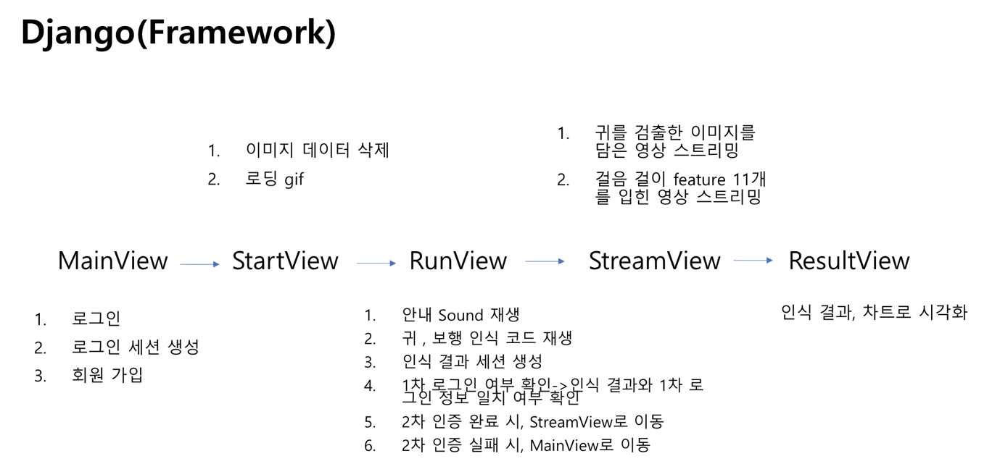 Django(Framework)
1. 이미지 데이터 삭제
2. 로딩 gif
1. 귀를 검출한 이미지를
담은 영상 스트리밍
2. 걸음 걸이 feature 11개
를 입힌 영상 스트리밍
MainView
StartView
RunView
StreamView
ResultView
1. 로그인
2. 로그인 세션 생성
3. 회원 가입
1. 안내 Sound 재생
2. 귀 , 보행 인식 코드 재생
3. 인식 결과 세션 생성
4. 1차 로그인 여부 확인->인식 결과와 1차 로
그인 정보 일치 여부 확인
5. 2차 인증 완료 시, StreamView로 이동
6. 2차 인증 실패 시, MainView로 이동
인식 결과, 차트로 시각화